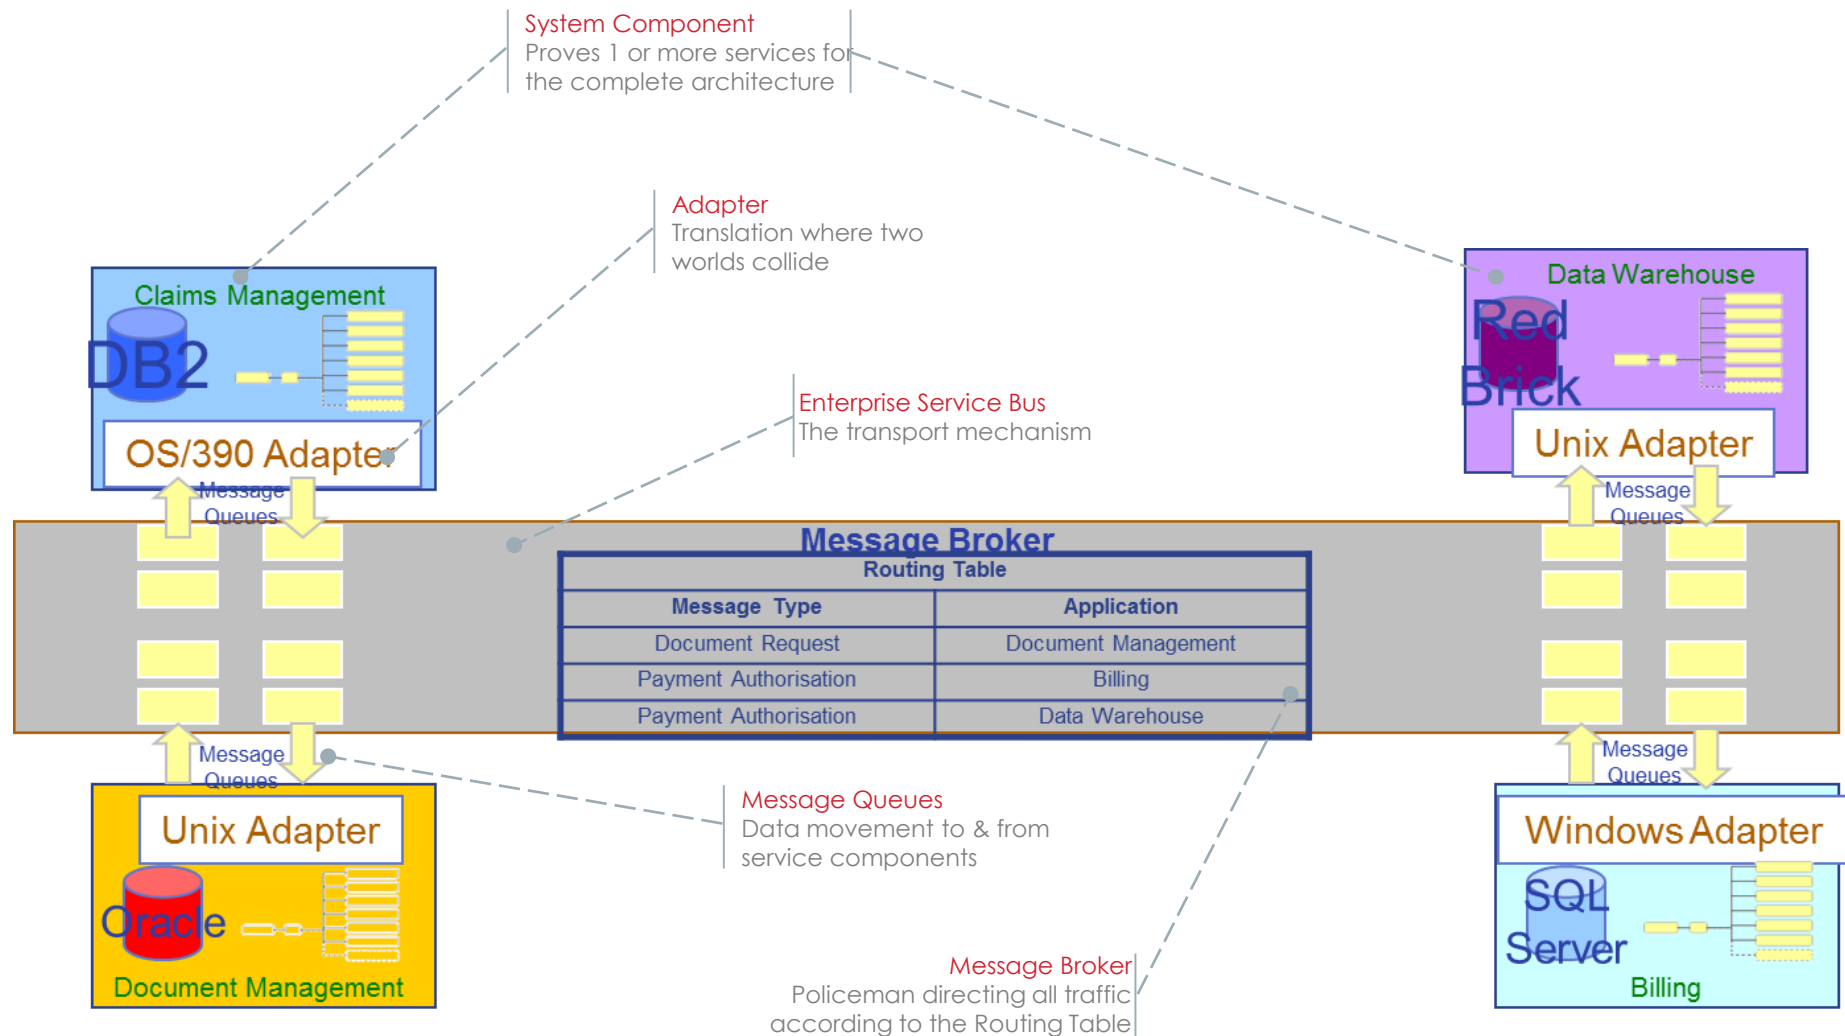 System Component
Proves 1 or more services for
the complete architecture
Adapter
Translation where two
worlds collide
Claims Management
DB2
OS/390 Adapter
Data Warehouse
Red
Brick
Unix Adapter
Enterprise Service Bus
The transport mechanism
Message
Queues
Message
Queues
Message Broker
Routing Table
Message Type Application
Document Request Document Management
Payment Authorisation Billing
Payment Authorisation Data Warehouse
Message
Queues
Message
Queues
Unix Adapter
Oracle
Document Management
Message Queues
Data movement to & from
service components
Windows Adapter
SQL
Server
Billing
Message Broker
Policeman directing all traffic
according to the Routing Table